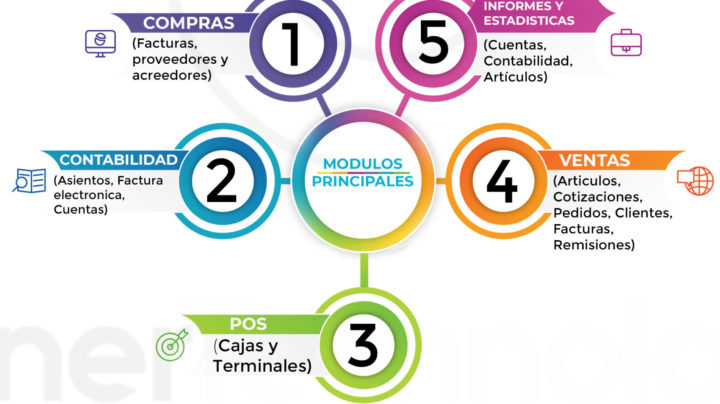 MODULOS
PRINCIPALES
1
COMPRAS
(Facturas,
proveedores y
acreedores)
2
CONTABILIDAD
(Asientos, Factura
electronica,
Cuentas)
3
POS
(Cajas y
Terminales)
4
VENTAS
(Articulos,
Cotizaciones,
Pedidos, Clientes,
Facturas,
Remisiones)
5
INFORMES Y
ESTADISTICAS
(Cuentas,
Contabilidad,
Artículos)